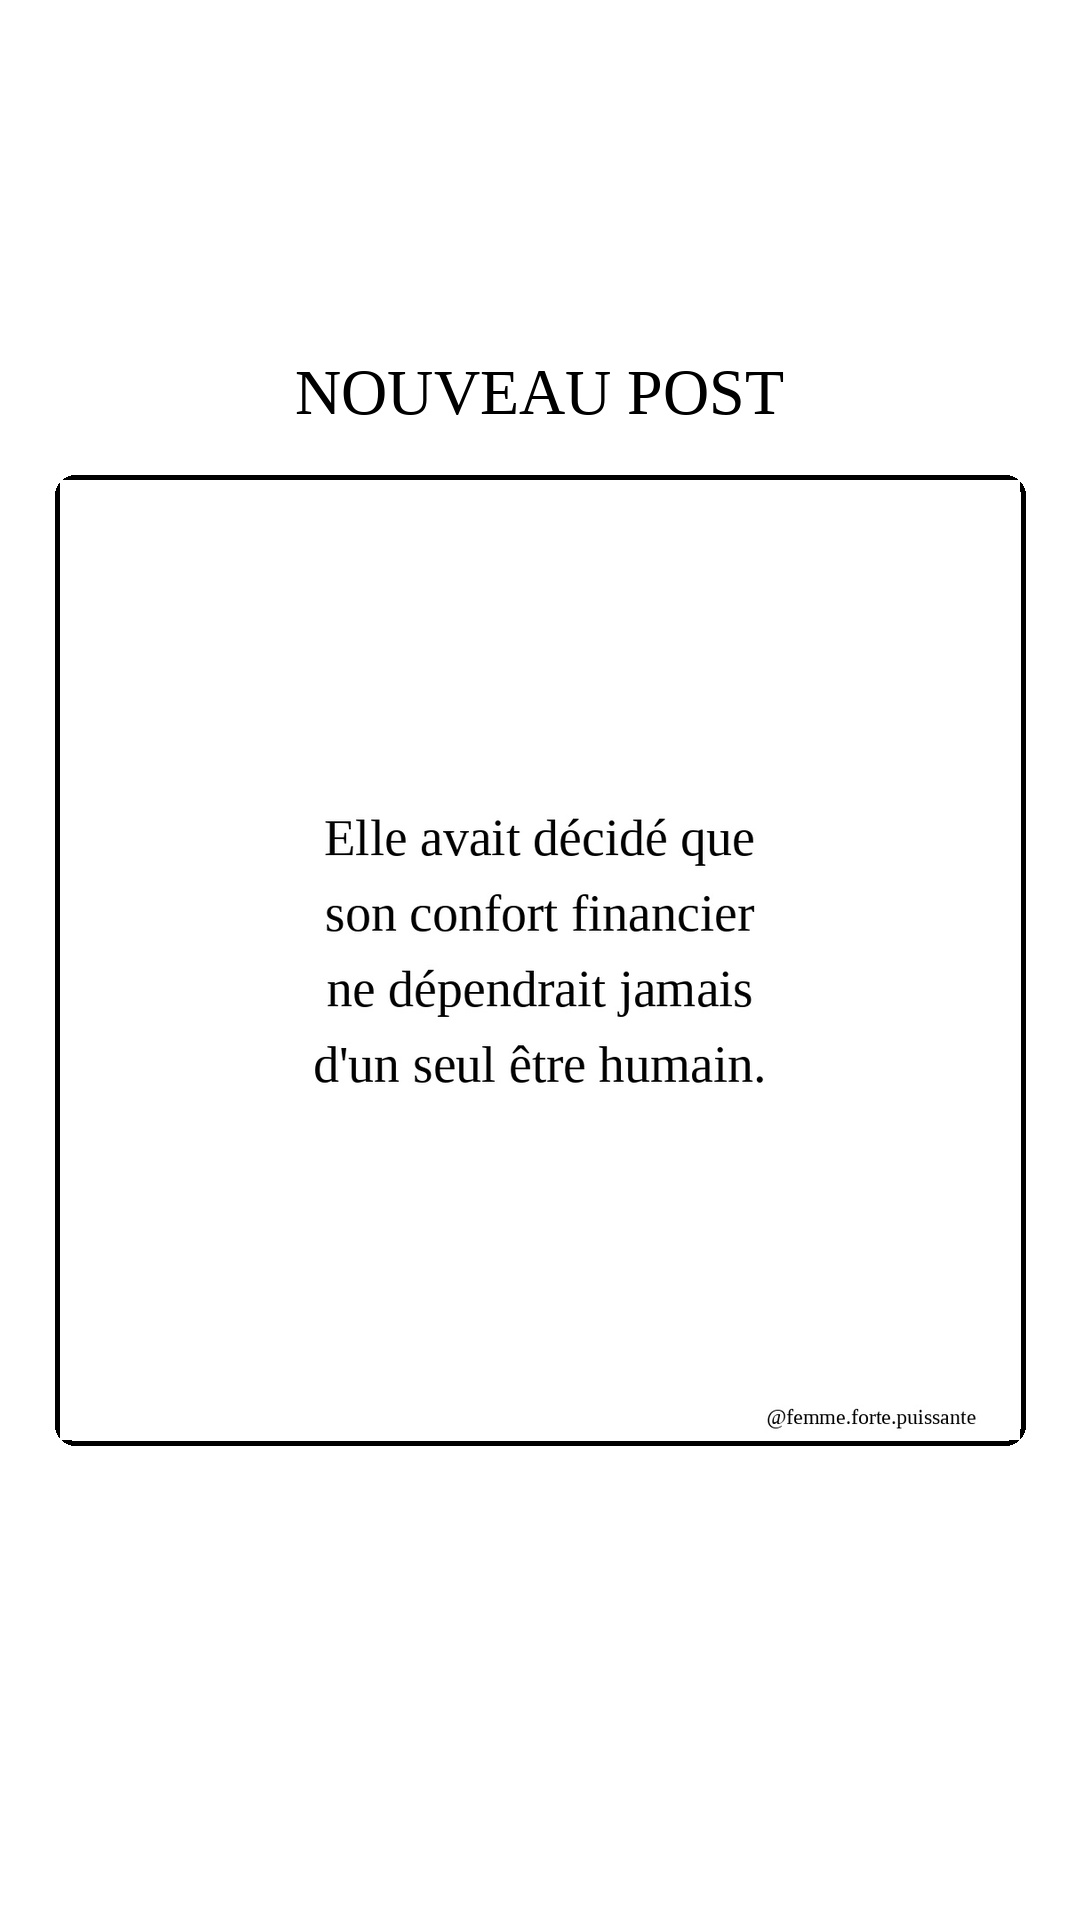 NOUVEAU POST
Elle avait décidé que
son confort financier
ne dépendrait jamais
d'un seul être humain.
@femme.forte.puissante